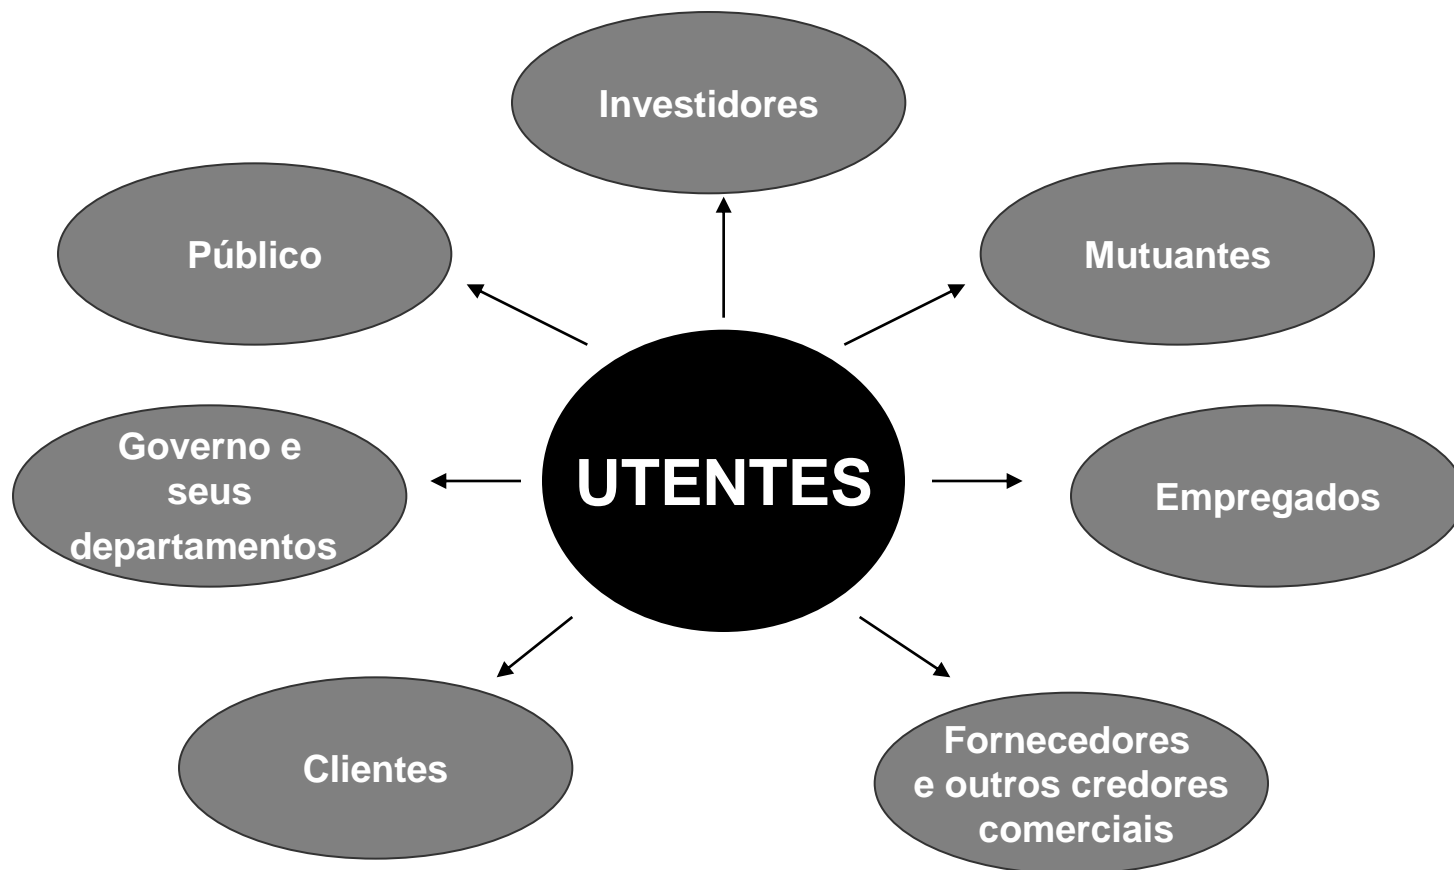 Investidores
Público
Mutuantes
Governo e
seus
departamentos
UTENTES
Empregados
Clientes
Fornecedores
e outros credores
comerciais